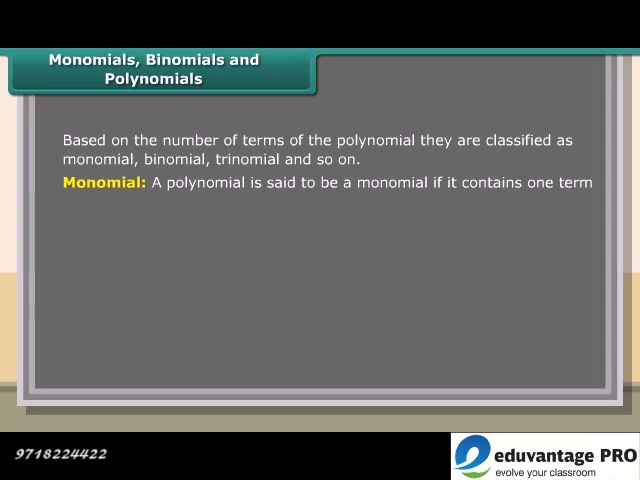 Monomials, Binomials and
Polynomials
Based on the number of terms of the polynomial they are classified as
monomial, binomial, trinomial and so on.
Monomial: A polynomial is said to be a monomial if it contains one term
9718224422
eduvantage PRO
evolve your classroom